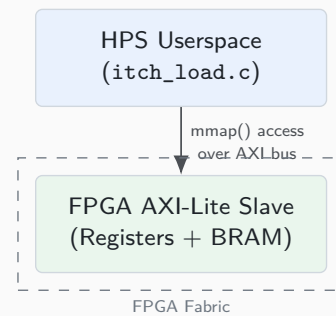 HPS Userspace
(itch_load.c)
mmap() access
over AXI bus
FPGA AXI-Lite Slave
(Registers + BRAM)
FPGA Fabric